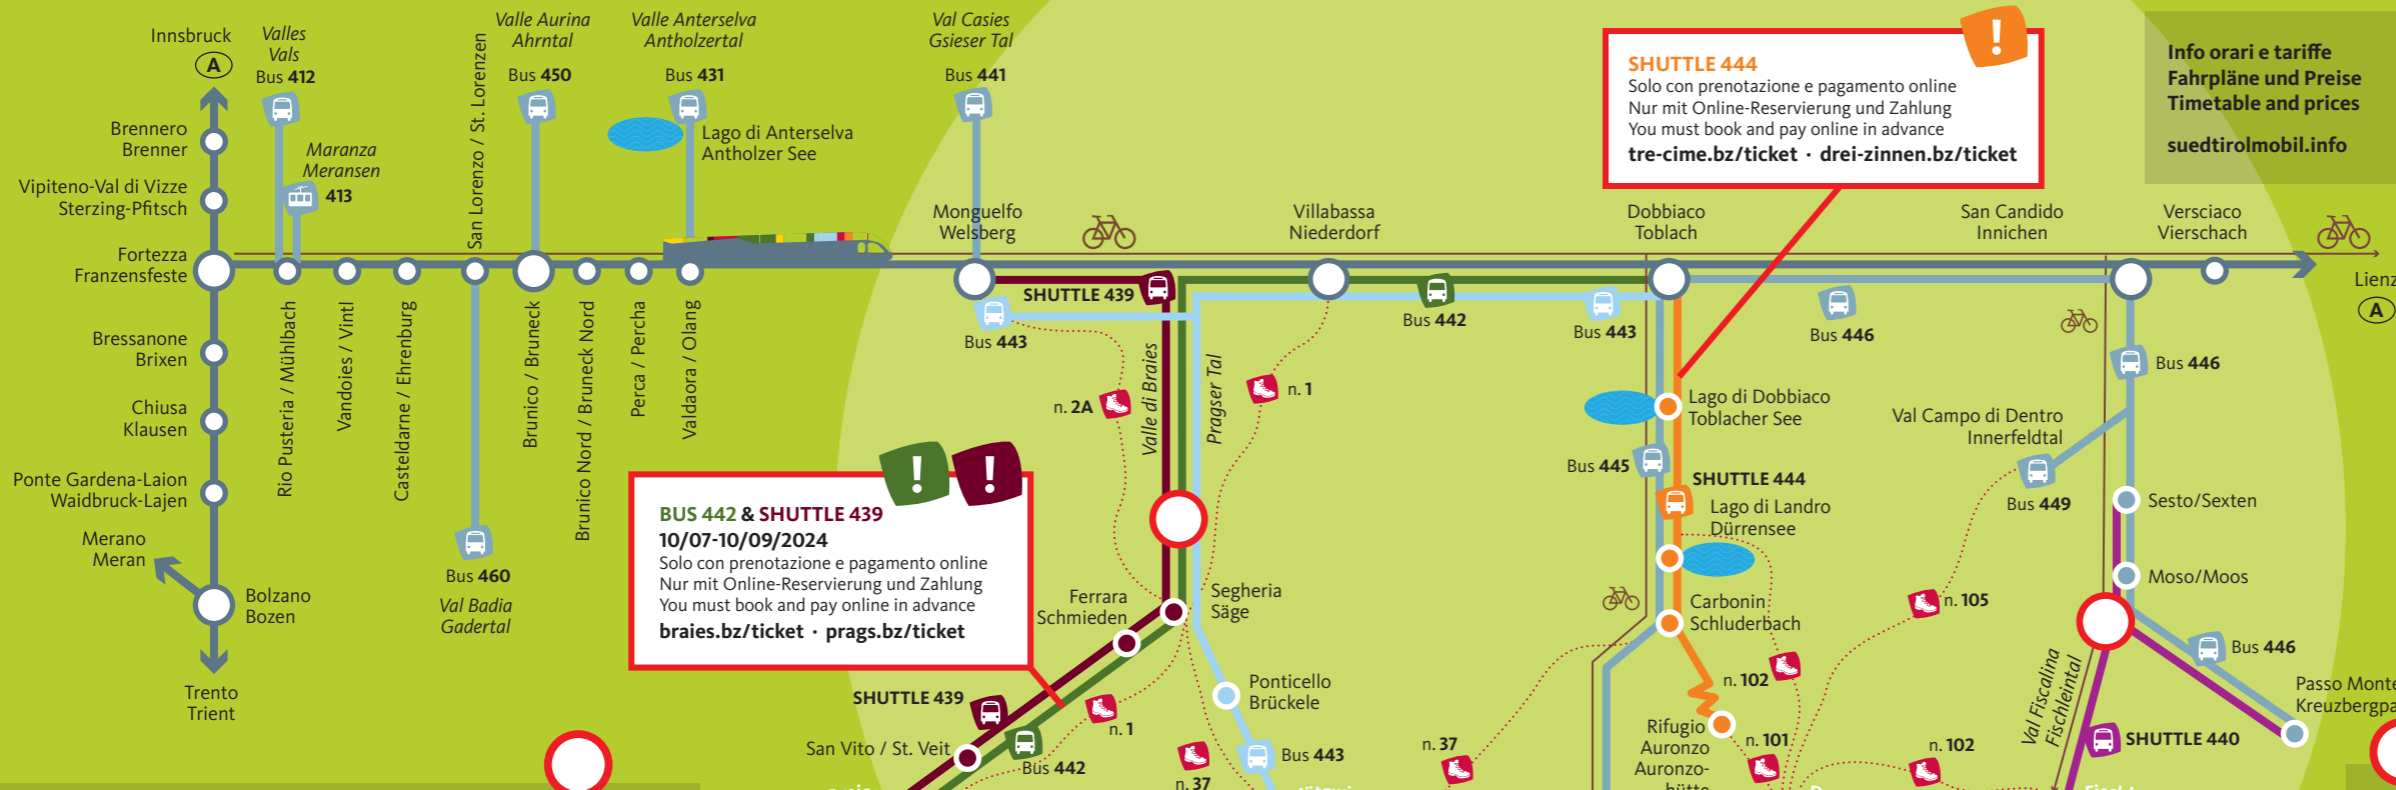 Innsbruck
A
Valles
Vals
Bus 412
Maranza
Meransen
413
San Lorenzo / St. Lorenzen
Valle Aurina
Ahrntal
Bus 450
Valle Anterselva
Antholzertal
Bus 431
Lago di Anterselva
Antholzer See
Val Casies
Gsieser Tal
Bus 441
!
SHUTTLE 444
Solo con prenotazione e pagamento online
Nur mit Online-Reservierung und Zahlung
You must book and pay online in advance
tre-cime.bz/ticket · drei-zinnen.bz/ticket
Info orari e tariffe
Fahrpläne und Preise
Timetable and prices
suedtirolmobil.info
Brennero
Brenner
Vipiteno-Val di Vizze
Sterzing-Pfitsch
Fortezza
Franzensfeste
Bressanone
Brixen
Chiusa
Klausen
Ponte Gardena-Laion
Waidbruck-Lajen
Merano
Meran
Bolzano
Bozen
Trento
Trient
Rio Pusteria / Mühlbach
Vandoies / Vintl
Casteldarne / Ehrenburg
Brunico / Bruneck
Brunico Nord / Bruneck Nord
Perca / Percha
Valdaora / Olang
Bus 460
Val Badia
Gadertal
Monguelfo
Welsberg
Villabassa
Niederdorf
Dobbiaco
Toblach
San Candido
Innichen
Versciaco
Vierschach
Lienz
A
SHUTTLE 439
Bus 443
Bus 442
Bus 443
Bus 446
Bus 446
n. 2A
Valle di Braies
Pragser Tal
n. 1
Lago di Dobbiaco
Toblacher See
Bus 445
SHUTTLE 444
Lago di Landro
Dürrensee
Carbonin
Schluderbach
Val Campo di Dentro
Innerfeldtal
Bus 449
Sesto/Sexten
Moso/Moos
n. 105
Bus 446
Passo Monte
Kreuzbergpa
Val Fiscalina
Fischleintal
SHUTTLE 440
! !
BUS 442 & SHUTTLE 439
10/07-10/09/2024
Solo con prenotazione e pagamento online
Nur mit Online-Reservierung und Zahlung
You must book and pay online in advance
braies.bz/ticket · prags.bz/ticket
Ferrara
Schmieden
Segheria
Säge
SHUTTLE 439
San Vito / St. Veit
Bus 442
n. 1
Ponticello
Brückele
Bus 443
n. 37
n. 37
n. 102
Rifugio
Auronzo
Auronzo-
hütte
n. 101
n. 102